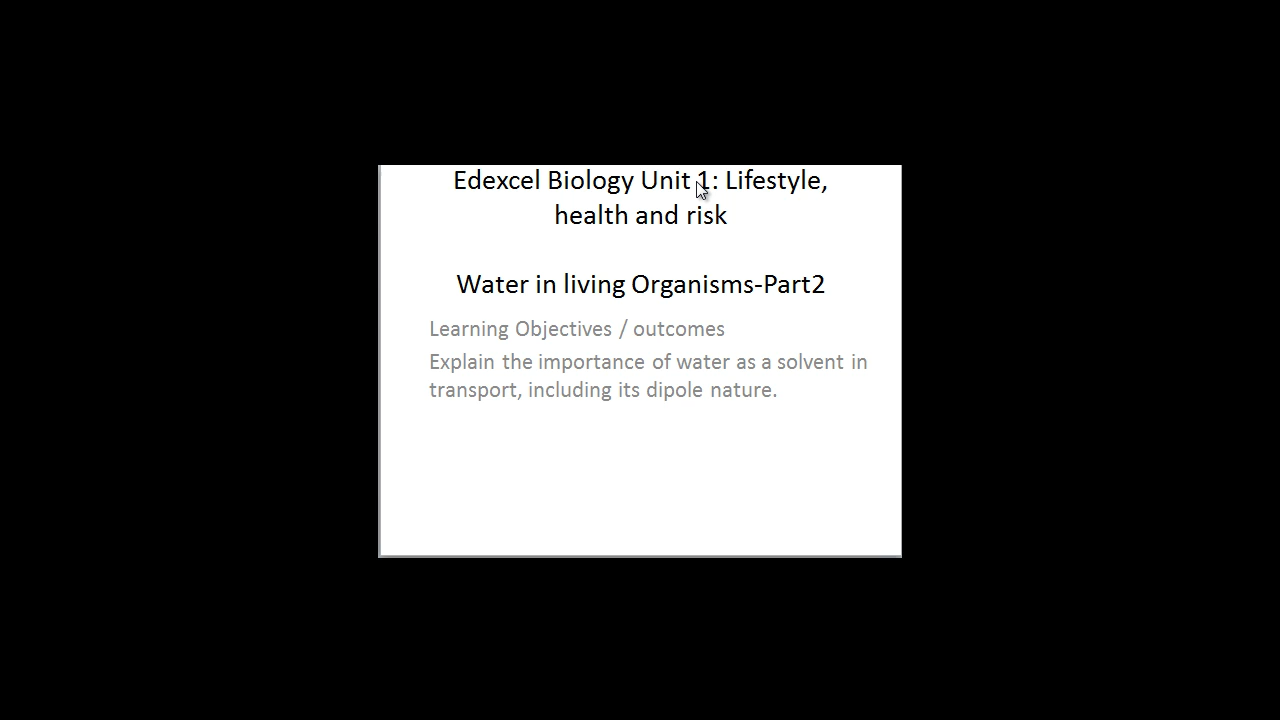 Edexcel Biology Unit 1: Lifestyle,
health and risk
Water in living Organisms-Part2
Learning Objectives / outcomes
Explain the importance of water as a solvent in
transport, including its dipole nature.